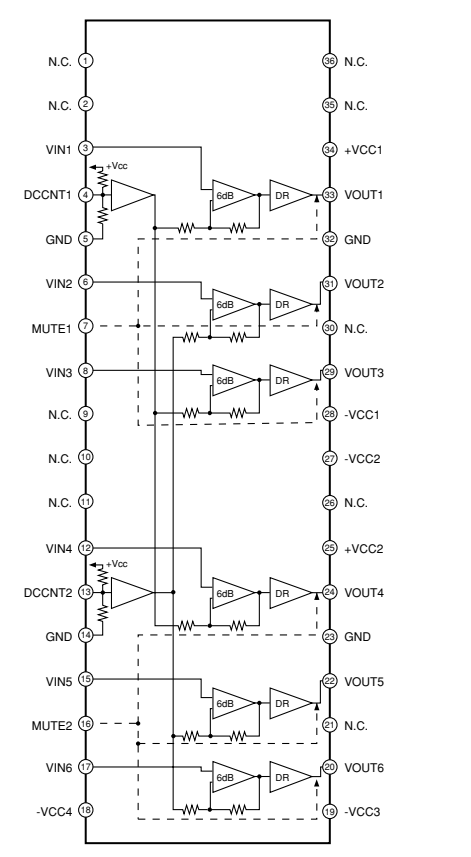 N.C. 1 36 N.C.
N.C. 2 35 N.C.
VIN1 3 34 +VCC1
+Vcc
DCCNT1 4 6dB DR 33 VOUT1
GND 5 32 GND
VIN2 6 31 VOUT2
6dB DR
MUTE1 7 30 N.C.
VIN3 8 29 VOUT3
6dB DR
N.C. 9 28 -VCC1
N.C. 10 27 -VCC2
N.C. 11 26 N.C.
VIN4 12 25 +VCC2
+Vcc
DCCNT2 13 6dB DR 24 VOUT4
GND 14 23 GND
VIN5 15 22 VOUT5
6dB DR
MUTE2 16 21 N.C.
VIN6 17 20 VOUT6
6dB DR
-VCC4 18 19 -VCC3